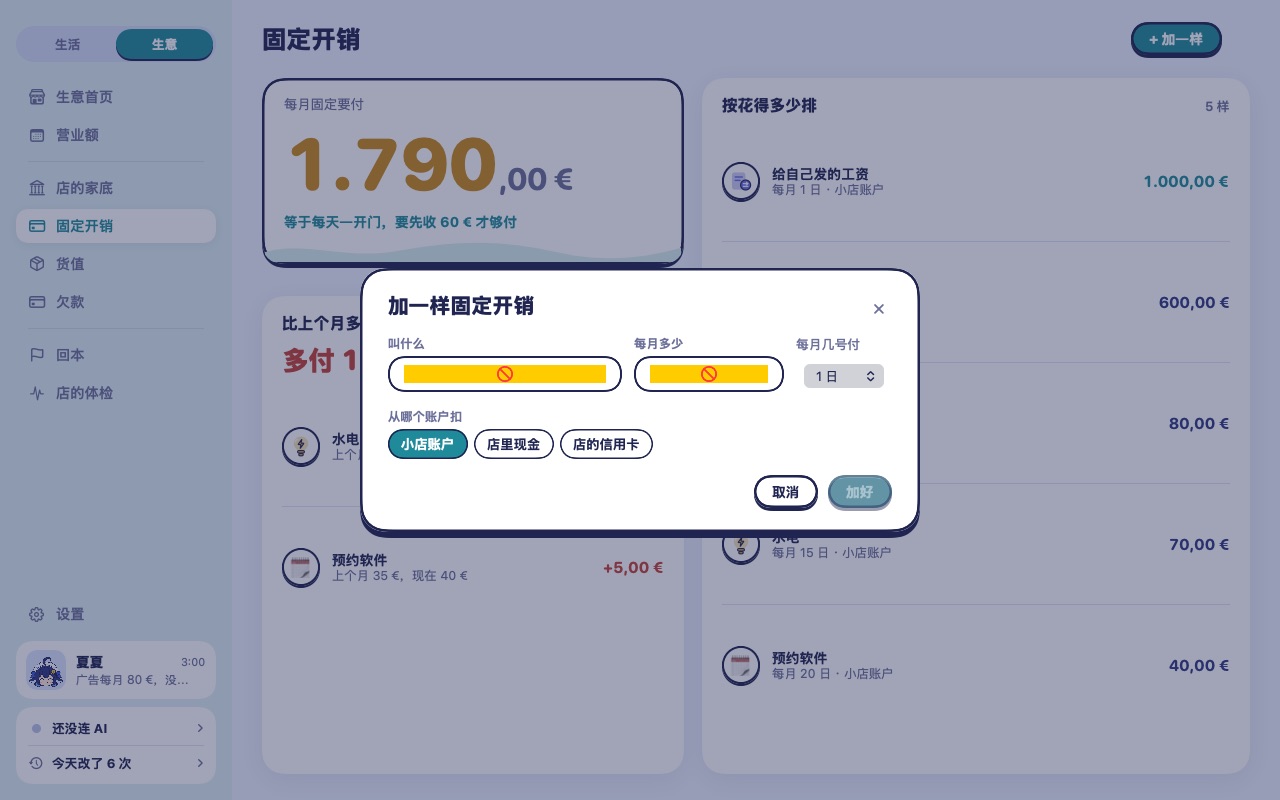 生活
生意
生意首页
营业额
店的家底
固定开销
货值
欠款
回本
店的体检
设置
夏夏
3:00
广告每月 80 €，没…
还没连 AI
今天改了 6 次
固定开销
+ 加一样
每月固定要付
1.790,00 €
等于每天一开门，要先收 60 € 才够付
比上个月多
多付 1
水电
上个
预约软件
上个月 35 €，现在 40 €
+5,00 €
按花得多少排
5 样
给自己发的工资
每月 1 日 · 小店账户
1.000,00 €
600,00 €
80,00 €
水电
每月 15 日 · 小店账户
70,00 €
预约软件
每月 20 日 · 小店账户
40,00 €
加一样固定开销
×
叫什么
每月多少
每月几号付
1 日
从哪个账户扣
小店账户
店里现金
店的信用卡
取消
加好